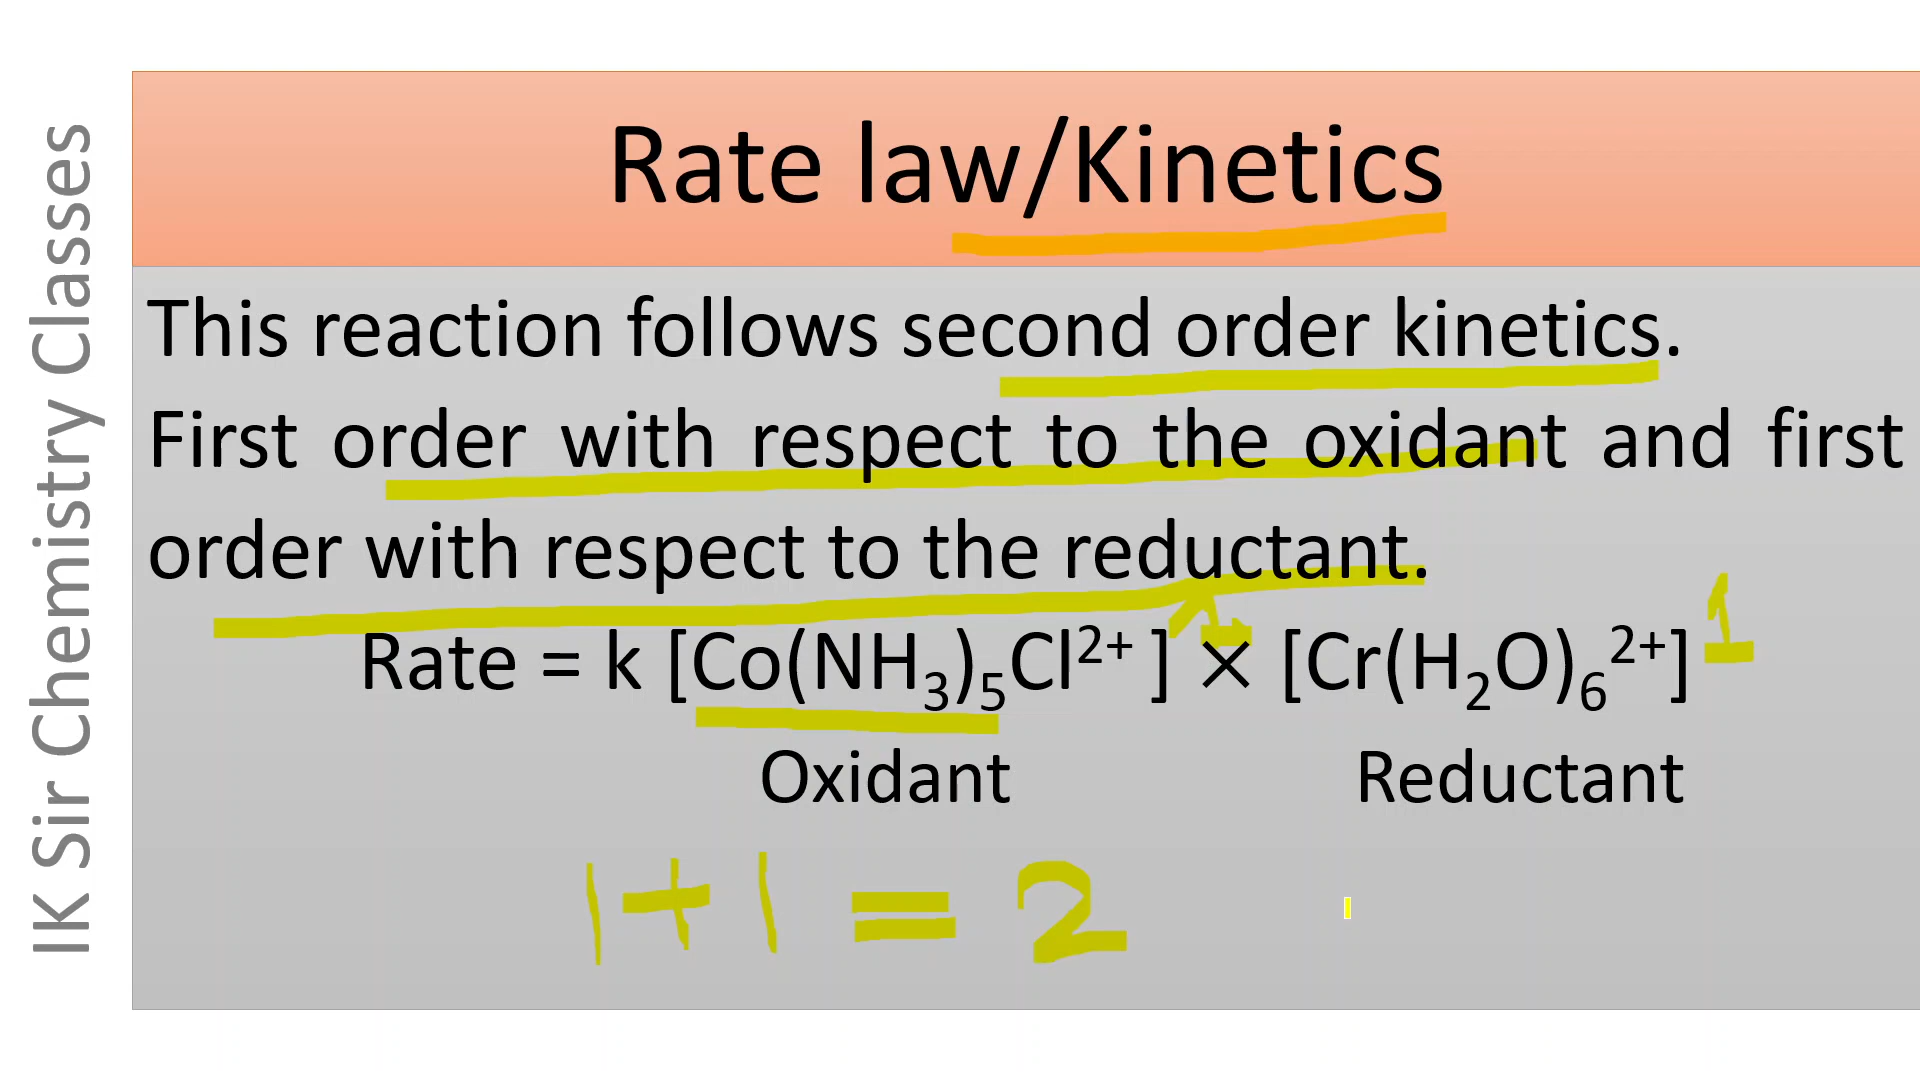 IK Sir Chemistry Classes
Rate law/Kinetics
This reaction follows second order kinetics.
First order with respect to the oxidant and first
order with respect to the reductant.
Rate = k [Co(NH₃)₅Cl²⁺ ]¹ × [Cr(H₂O)₆²⁺]¹
Oxidant Reductant
1 + 1 = 2